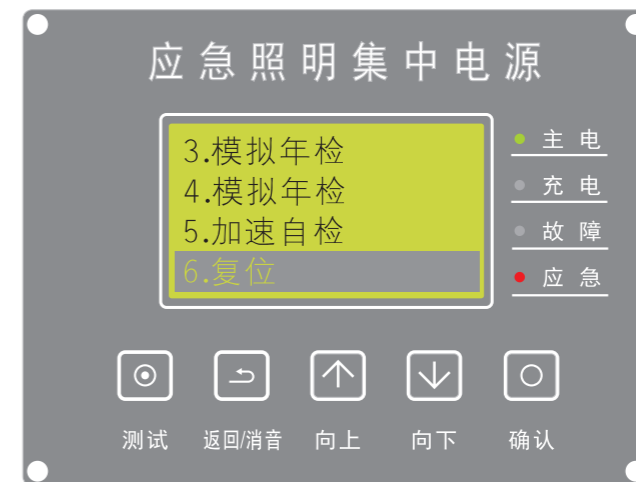 应急照明集中电源
3.模拟年检
4.模拟年检
5.加速自检
6.复位
主电
充电
故障
应急
测试 返回/消音 向上 向下 确认